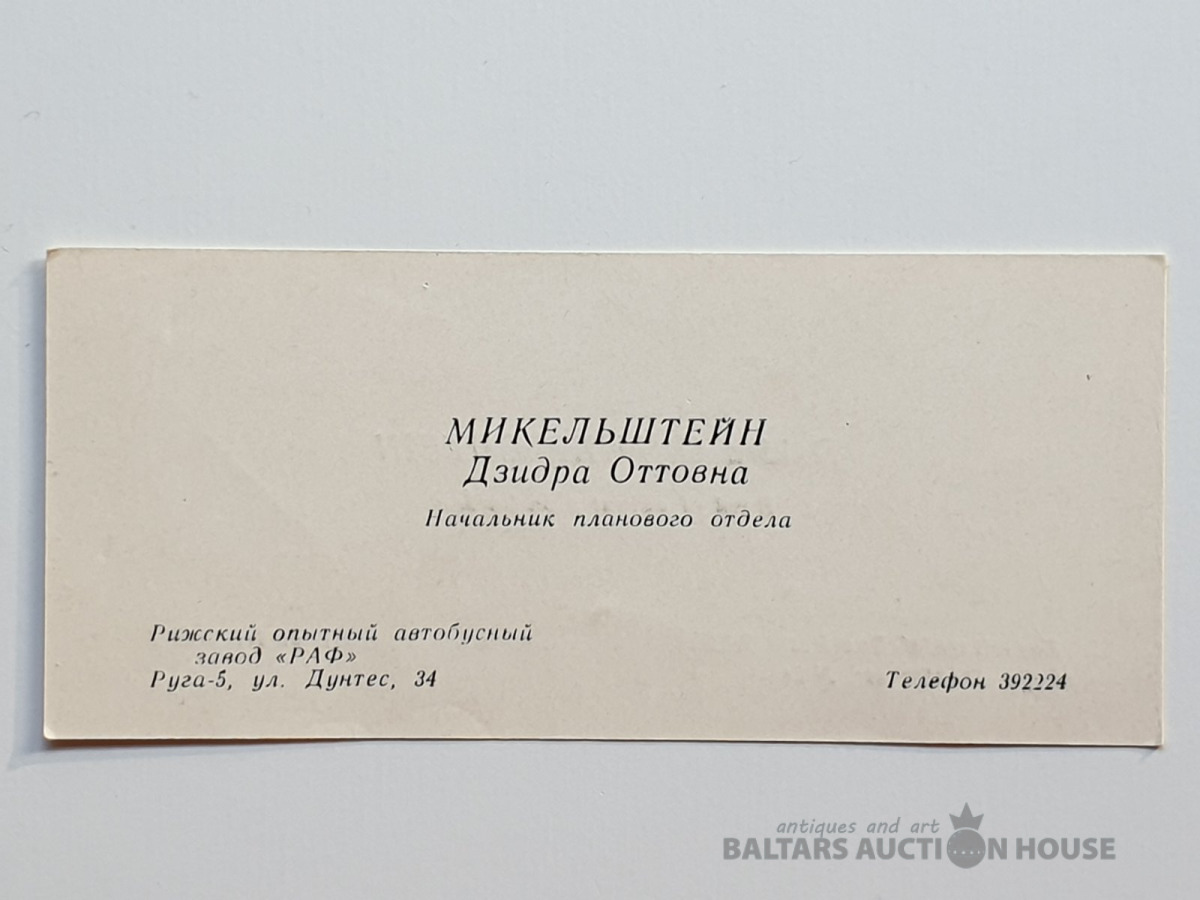 МИКЕЛЬШТЕЙН
Дзидра Оттовна
Начальник планового отдела
Рижский опытный автобусный
завод «РАФ»
Руга-5, ул. Дунтес, 34
Телефон 392224
antiques and art
BALTARS AUCTION HOUSE